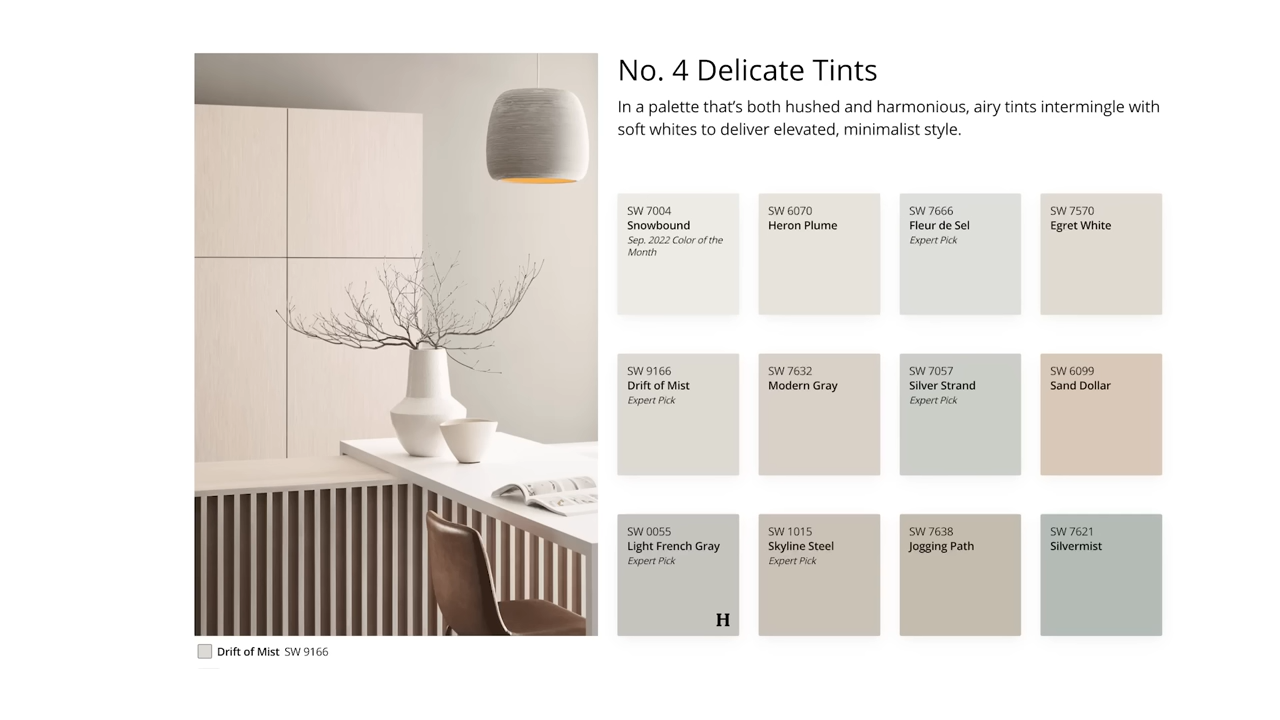 No. 4 Delicate Tints
In a palette that’s both hushed and harmonious, airy tints intermingle with
soft whites to deliver elevated, minimalist style.
SW 7004
Snowbound
Sep. 2022 Color of the
Month
SW 6070
Heron Plume
SW 7666
Fleur de Sel
Expert Pick
SW 7570
Egret White
SW 9166
Drift of Mist
Expert Pick
SW 7632
Modern Gray
SW 7057
Silver Strand
Expert Pick
SW 6099
Sand Dollar
SW 0055
Light French Gray
Expert Pick
H
SW 1015
Skyline Steel
Expert Pick
SW 7638
Jogging Path
SW 7621
Silvermist
Drift of Mist SW 9166